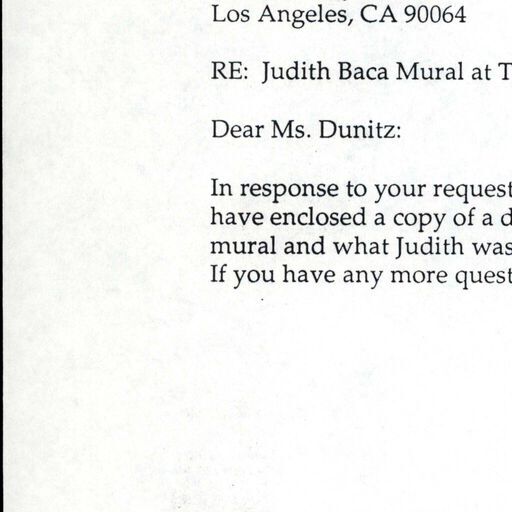 Los Angeles, CA 90064
RE: Judith Baca Mural at T
Dear Ms. Dunitz:
In response to your request
have enclosed a copy of a d
mural and what Judith was
If you have any more quest